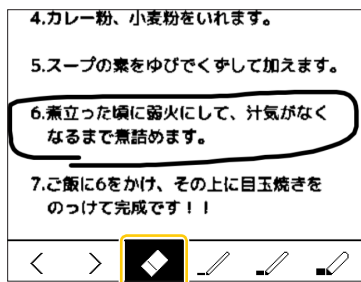 4.カレー粉、小麦粉をいれます。
5.スープの素をゆびでくずして加えます。
6.煮立った頃に弱火にして、汁気がなく
なるまで煮詰めます。
7.ご飯に6をかけ、その上に目玉焼きを
のっけて完成です！！